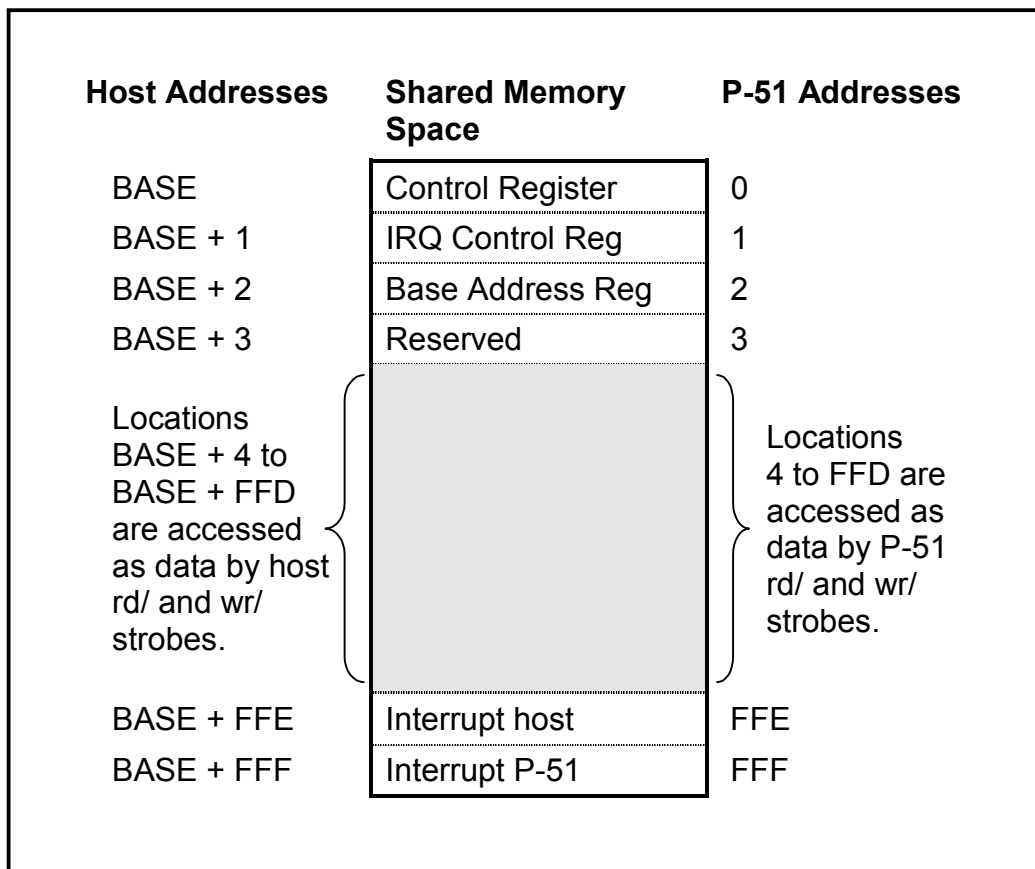 Host Addresses
Shared Memory
Space
P-51 Addresses
BASE
Control Register
0
BASE + 1
IRQ Control Reg
1
BASE + 2
Base Address Reg
2
BASE + 3
Reserved
3
Locations
BASE + 4 to
BASE + FFD
are accessed
as data by host
rd/ and wr/
strobes.
Locations
4 to FFD are
accessed as
data by P-51
rd/ and wr/
strobes.
BASE + FFE
Interrupt host
FFE
BASE + FFF
Interrupt P-51
FFF